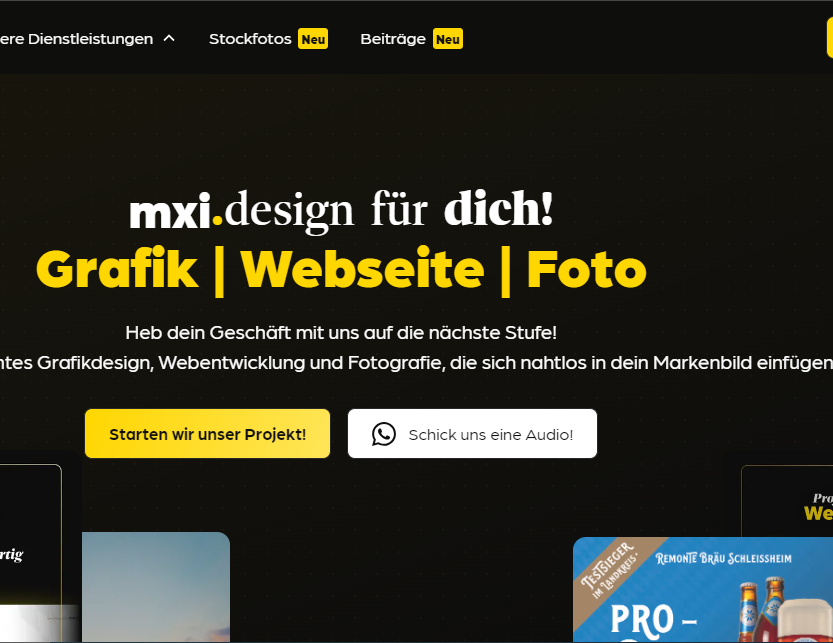 ere Dienstleistungen Stockfotos Neu Beiträge Neu
mxi.design für dich!
Grafik | Webseite | Foto
Heb dein Geschäft mit uns auf die nächste Stufe!
ntes Grafikdesign, Webentwicklung und Fotografie, die sich nahtlos in dein Markenbild einfügen
Starten wir unser Projekt! Schick uns eine Audio!
Pro
We
rtig
TESTSIEGER
IM LANDKREIS
REMONTE BRÄU SCHLEISSHEIM
PRO –